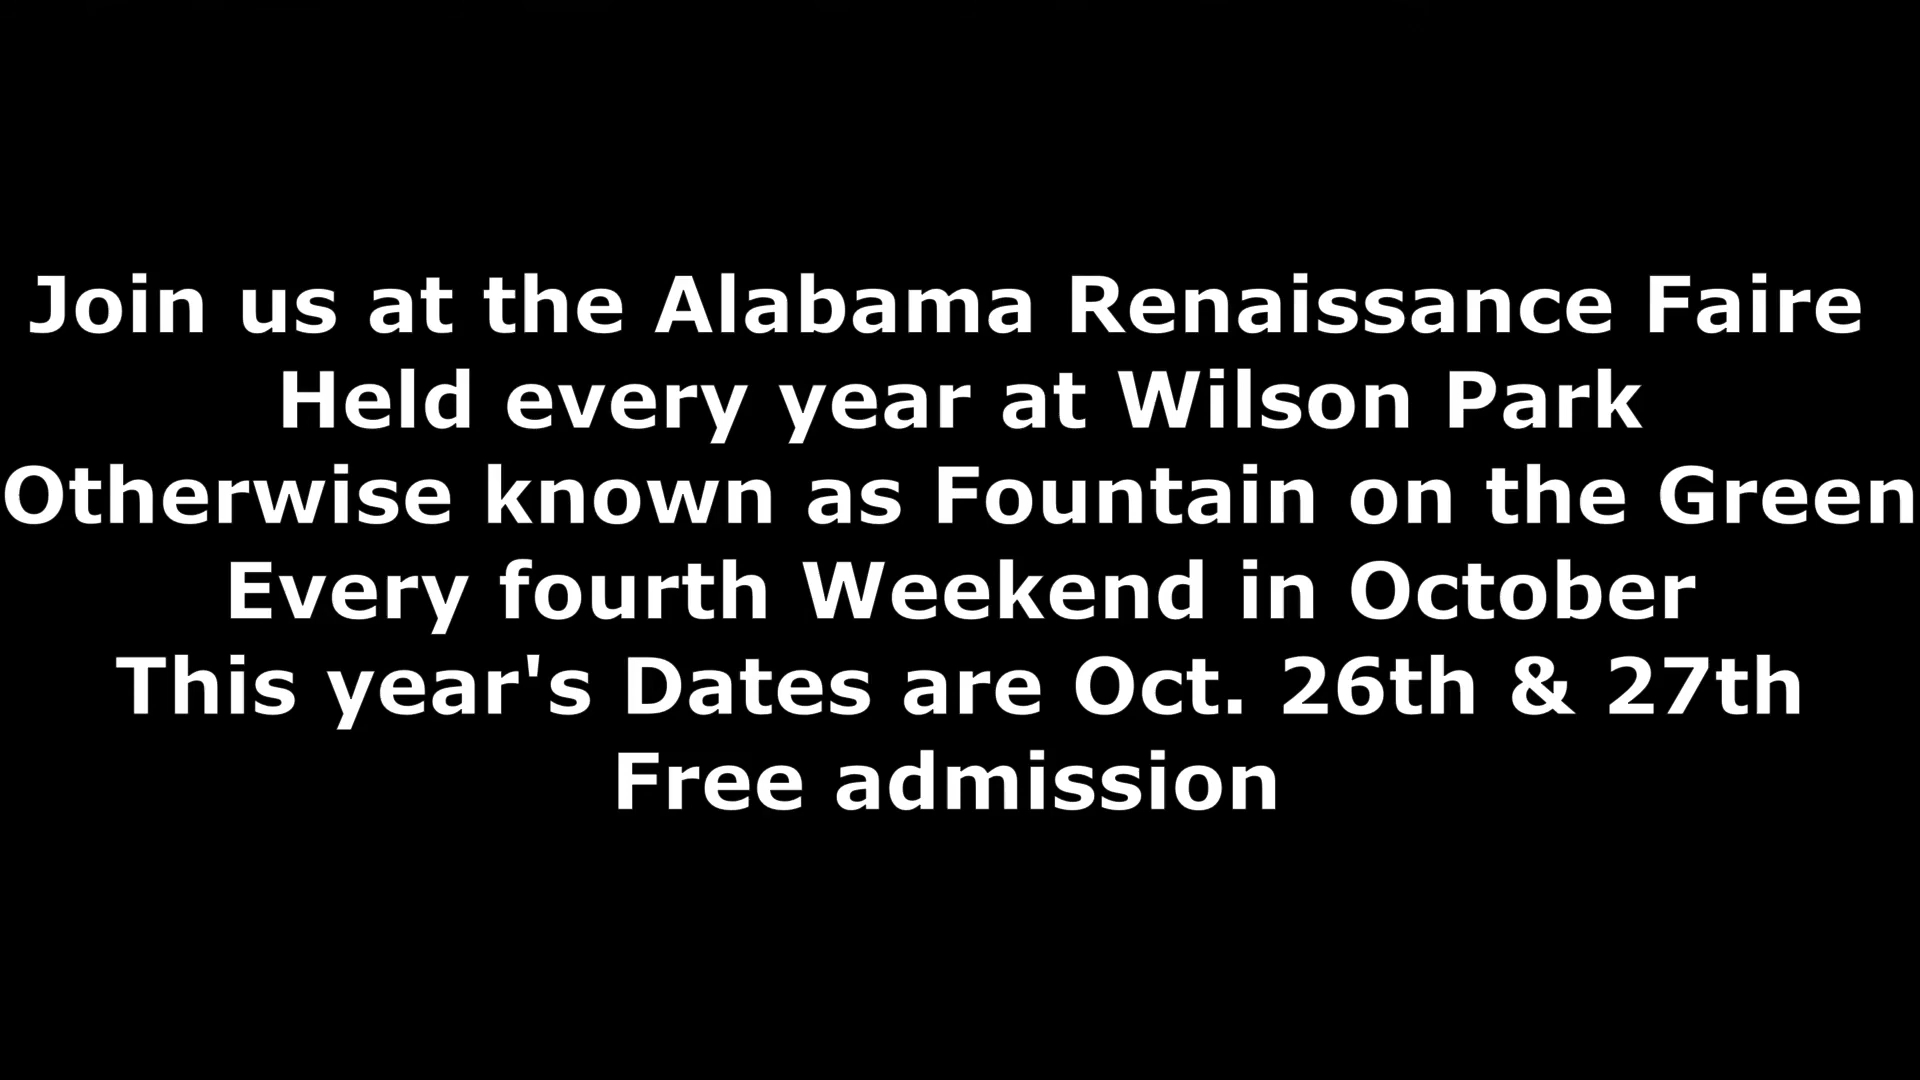 Join us at the Alabama Renaissance Faire
Held every year at Wilson Park
Otherwise known as Fountain on the Green
Every fourth Weekend in October
This year's Dates are Oct. 26th & 27th
Free admission